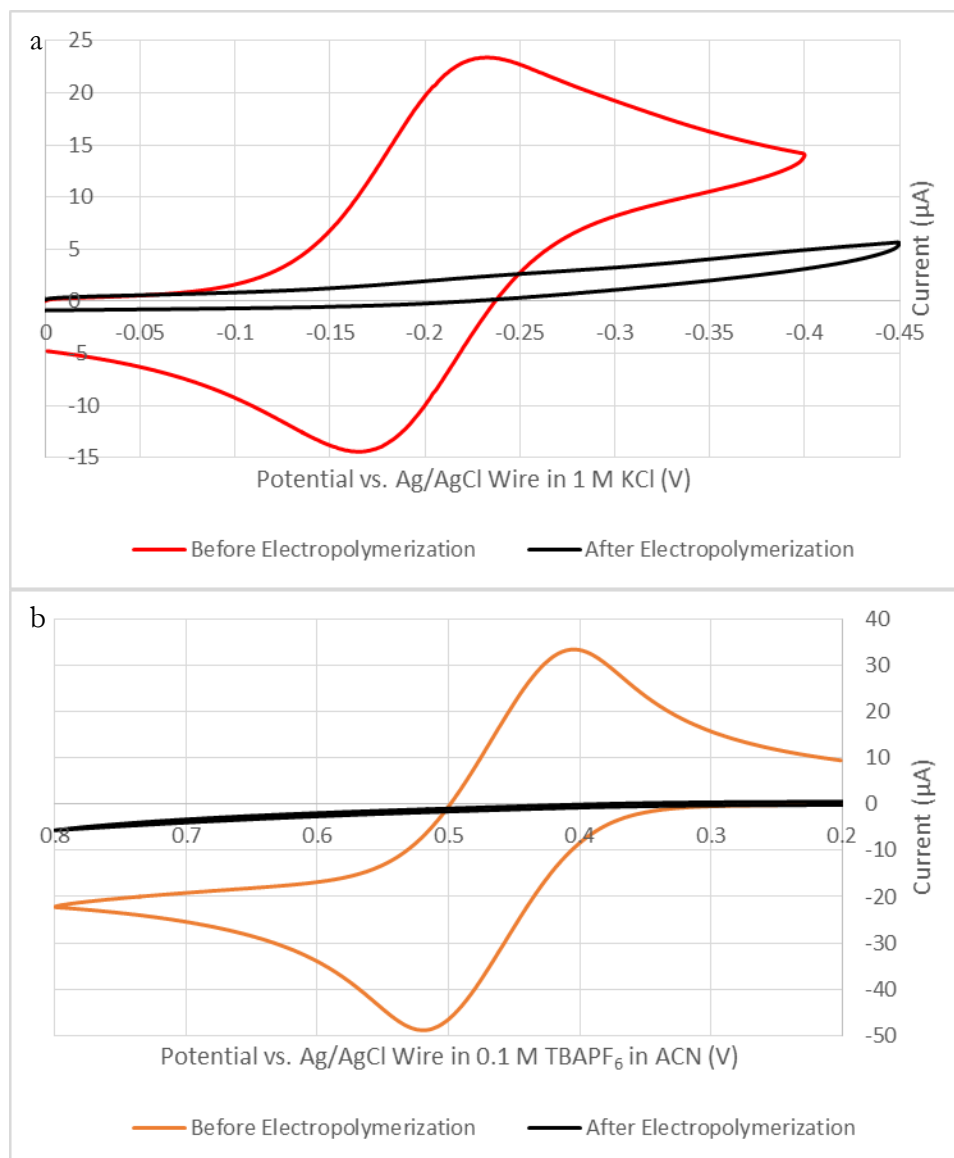 a
25
20
15
10
5
0
-5
-10
-15
0 -0.05 -0.1 -0.15 -0.2 -0.25 -0.3 -0.35 -0.4 -0.45
Current (µA)
Potential vs. Ag/AgCl Wire in 1 M KCl (V)
Before Electropolymerization After Electropolymerization
b
40
30
20
10
0
-10
-20
-30
-40
-50
0.8 0.7 0.6 0.5 0.4 0.3 0.2
Current (µA)
Potential vs. Ag/AgCl Wire in 0.1 M TBAPF₆ in ACN (V)
Before Electropolymerization After Electropolymerization